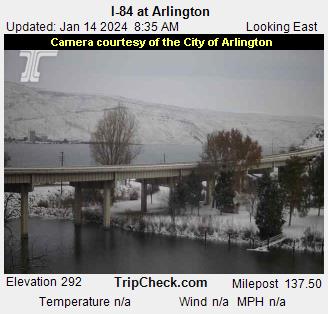 I-84 at Arlington
Updated: Jan 14 2024 8:35 AM Looking East
Camera courtesy of the City of Arlington
Elevation 292 TripCheck.com Milepost 137.50
Temperature n/a Wind n/a MPH n/a